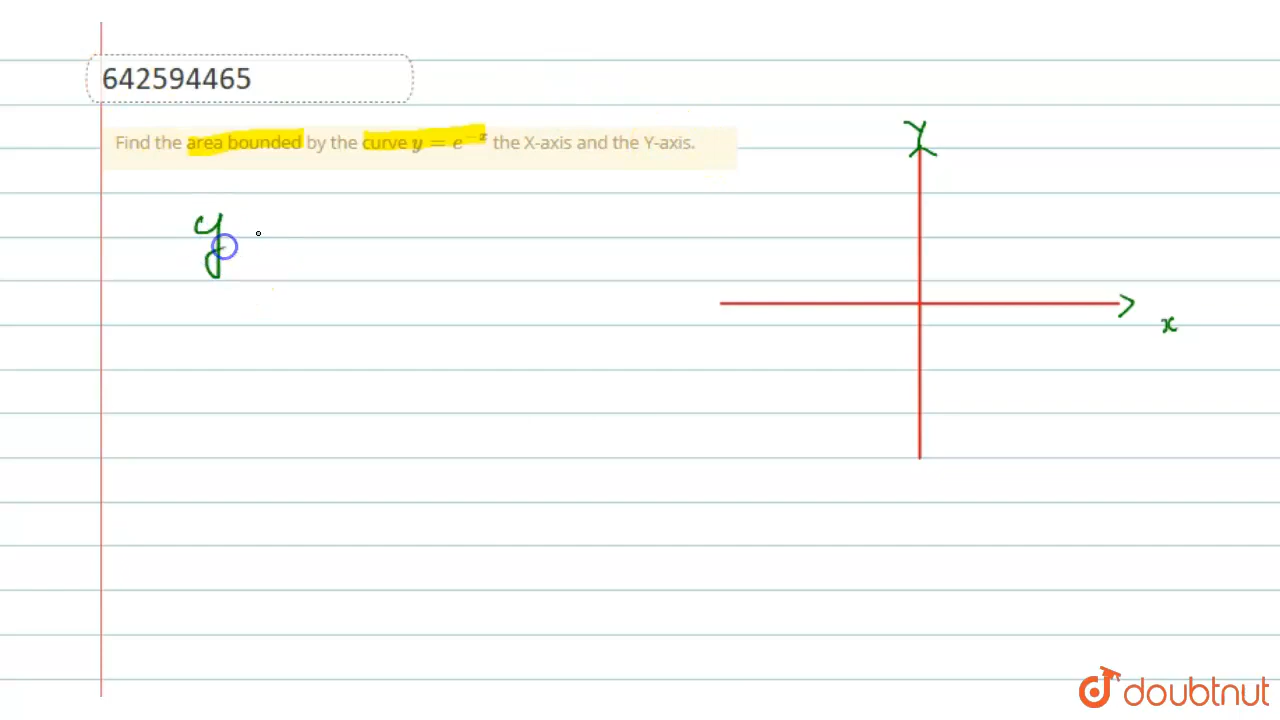 642594465
Find the area bounded by the curve y = e^{-x} the X-axis and the Y-axis.
y
y
x
doubtnut